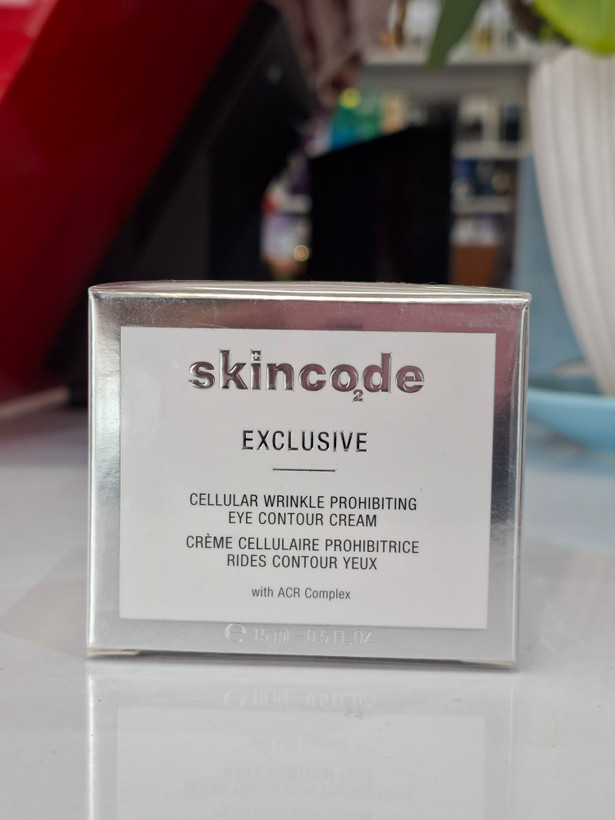 skinco₂de
EXCLUSIVE
CELLULAR WRINKLE PROHIBITING
EYE CONTOUR CREAM
CRÈME CELLULAIRE PROHIBITRICE
RIDES CONTOUR YEUX
with ACR Complex
℮ 15 ml – 0.5 FL.OZ